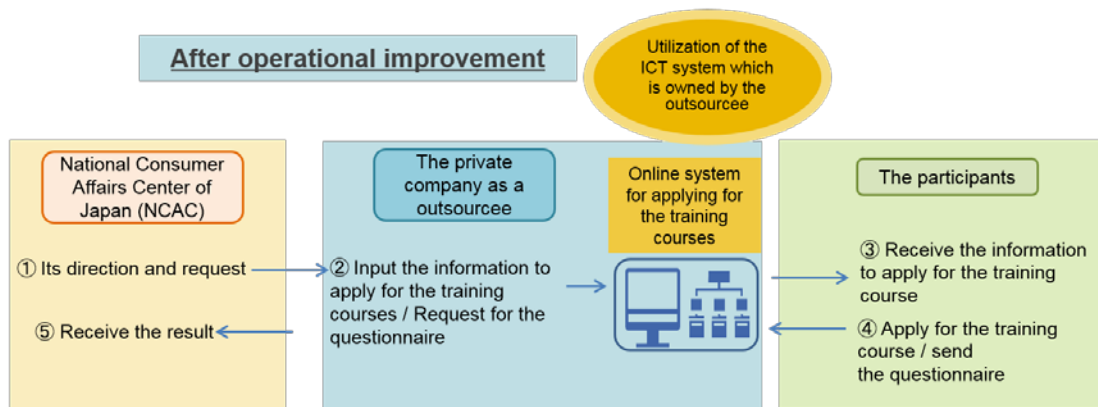 After operational improvement
Utilization of the
ICT system which
is owned by the
outsourcee
National Consumer
Affairs Center of
Japan (NCAC)
The private
company as a
outsourcee
Online system
for applying for
the training
courses
The participants
① Its direction and request
② Input the information to
apply for the training
courses / Request for the
questionnaire
③ Receive the information
to apply for the training
course
④ Apply for the training
course / send
the questionnaire
⑤ Receive the result